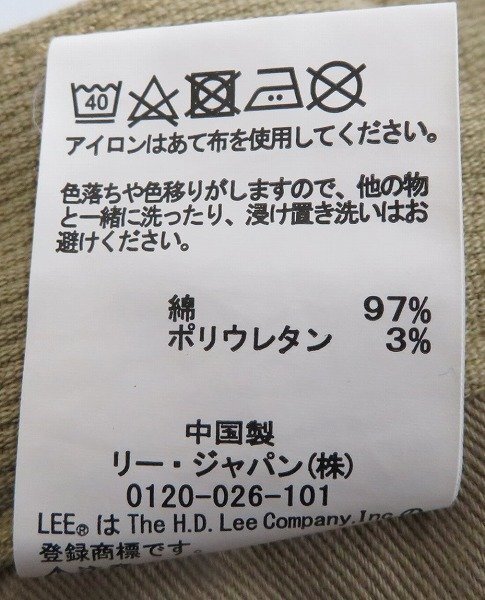 40
アイロンはあて布を使用してください。
色落ちや色移りがしますので、他の物
と一緒に洗ったり、浸け置き洗いはお
避けください。
綿 97%
ポリウレタン 3%
中国製
リー・ジャパン(株)
0120-026-101
LEE® は The H.D. Lee Company, Inc. の
登録商標です。